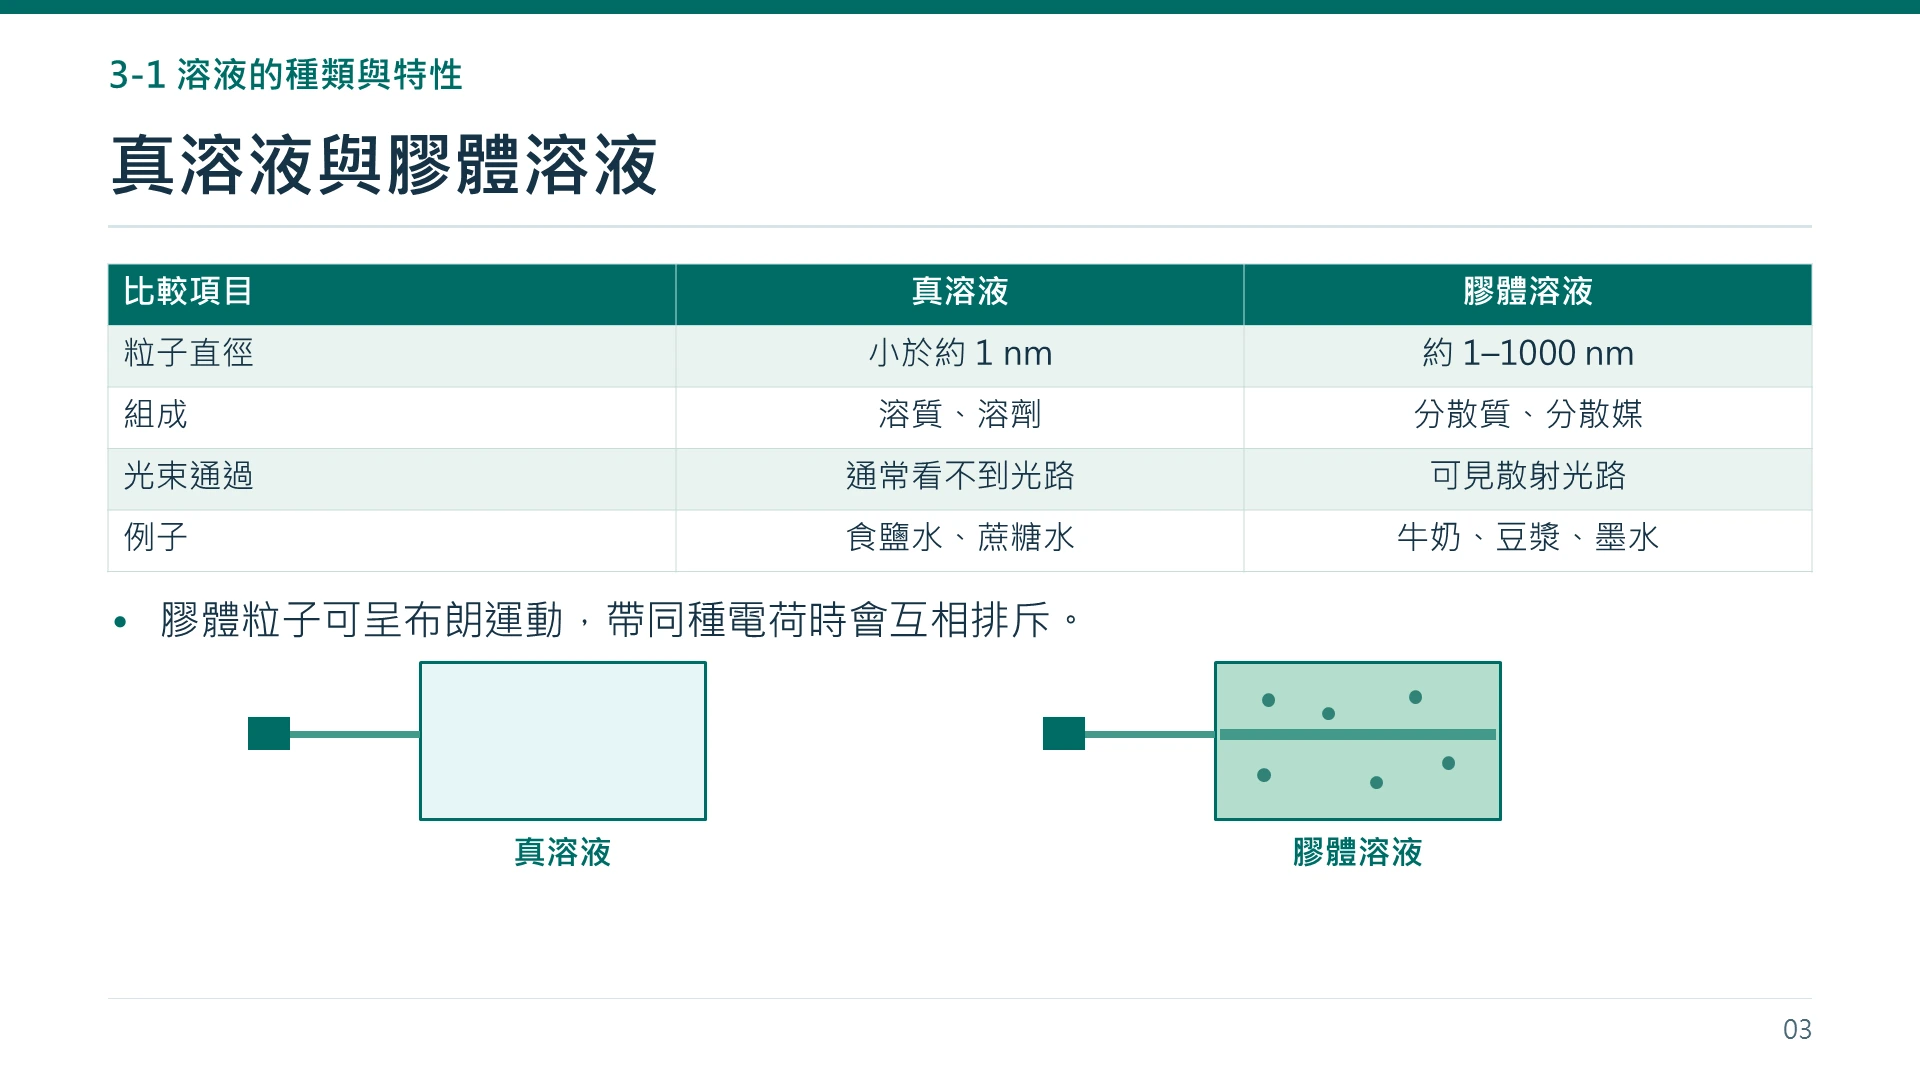 3-1 溶液的種類與特性
真溶液與膠體溶液
比較項目 真溶液 膠體溶液
粒子直徑 小於約 1 nm 約 1–1000 nm
組成 溶質、溶劑 分散質、分散媒
光束通過 通常看不到光路 可見散射光路
例子 食鹽水、蔗糖水 牛奶、豆漿、墨水
• 膠體粒子可呈布朗運動，帶同種電荷時會互相排斥。
真溶液 膠體溶液
03